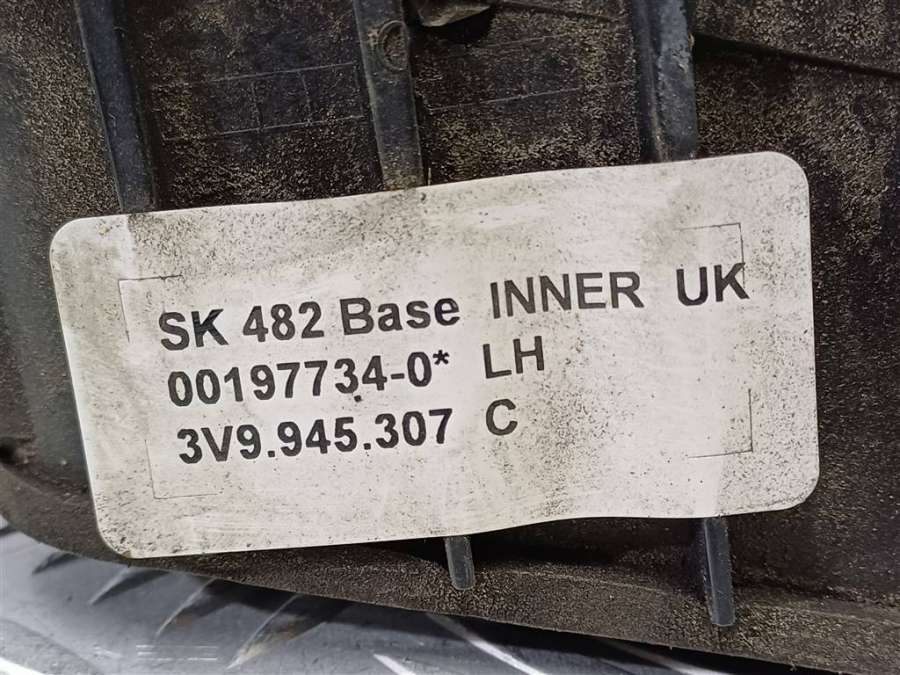 SK 482 Base INNER UK
00197734-0* LH
3V9.945.307 C